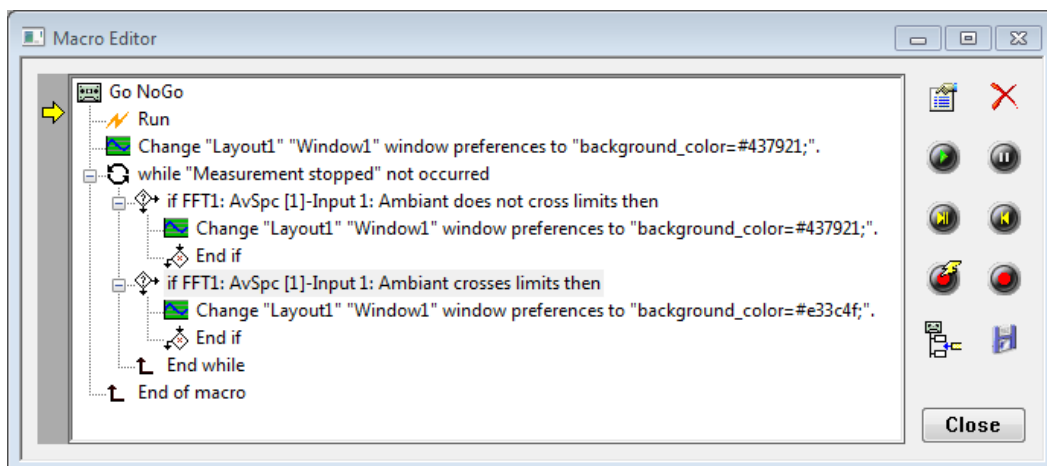 Macro Editor
Go NoGo
Run
Change "Layout1" "Window1" window preferences to "background_color=#437921;".
while "Measurement stopped" not occurred
if FFT1: AvSpc [1]-Input 1: Ambiant does not cross limits then
Change "Layout1" "Window1" window preferences to "background_color=#437921;".
End if
if FFT1: AvSpc [1]-Input 1: Ambiant crosses limits then
Change "Layout1" "Window1" window preferences to "background_color=#e33c4f;".
End if
End while
End of macro
Close